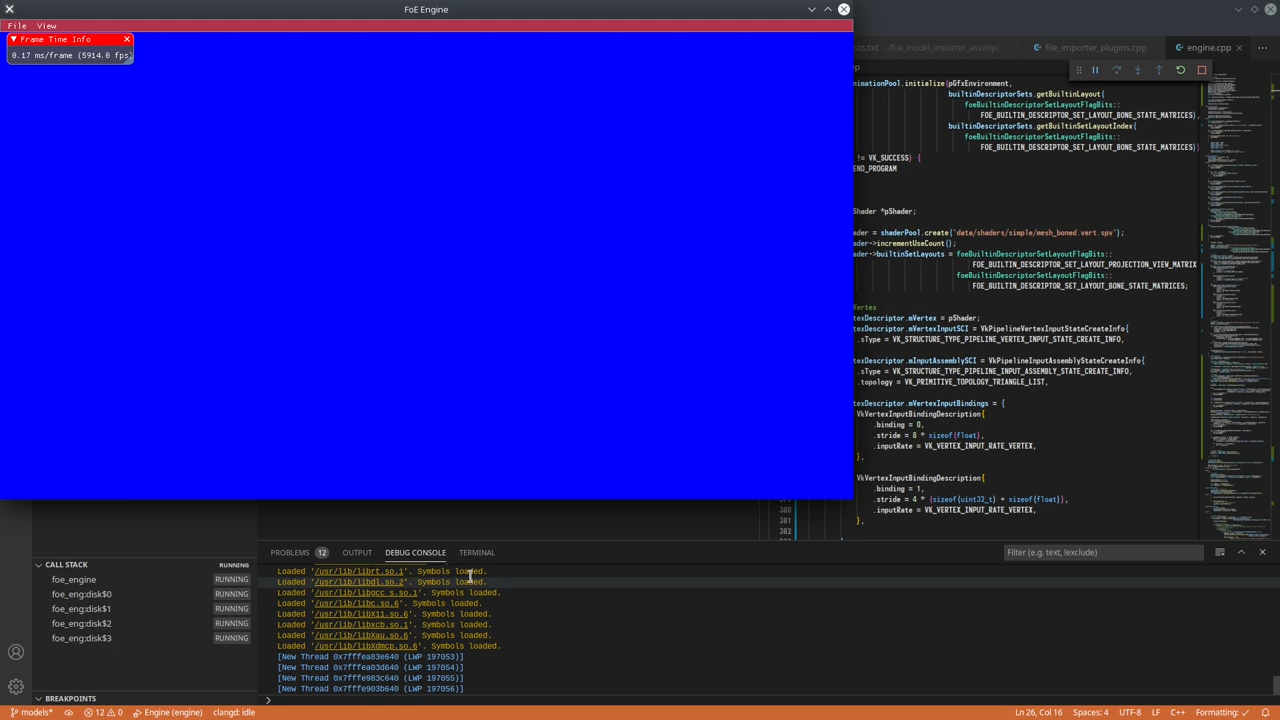 FoE Engine
File View
Frame Time Info
0.17 ms/frame (5914.0 fps)
sts.txt .../foe_model_importer_assimp/...
file_importer_plugins.cpp
engine.cpp
nimationPool.initialize(pGfxEnvironment,
builtinDescriptorSets.getBuiltinLayout(
foeBuiltinDescriptorSetLayoutFlagBits::
FOE_BUILTIN_DESCRIPTOR_SET_LAYOUT_BONE_STATE_MATRICES),
builtinDescriptorSets.getBuiltinSetLayoutIndex(
foeBuiltinDescriptorSetLayoutFlagBits::
FOE_BUILTIN_DESCRIPTOR_SET_LAYOUT_BONE_STATE_MATRICES)
!= VK_SUCCESS) {
END_PROGRAM
Shader *pShader;
ader = shaderPool.create("data/shaders/simple/mesh_boned.vert.spv");
ader->incrementUseCount();
ader->builtinSetLayouts = foeBuiltinDescriptorSetLayoutFlagBits::
FOE_BUILTIN_DESCRIPTOR_SET_LAYOUT_PROJECTION_VIEW_MATRIX
foeBuiltinDescriptorSetLayoutFlagBits::
FOE_BUILTIN_DESCRIPTOR_SET_LAYOUT_BONE_STATE_MATRICES;
Vertex
texDescriptor.mVertex = pShader;
texDescriptor.mVertexInputSCI = VkPipelineVertexInputStateCreateInfo{
.sType = VK_STRUCTURE_TYPE_PIPELINE_VERTEX_INPUT_STATE_CREATE_INFO,
texDescriptor.mInputAssemblySCI = VkPipelineInputAssemblyStateCreateInfo{
.sType = VK_STRUCTURE_TYPE_PIPELINE_INPUT_ASSEMBLY_STATE_CREATE_INFO,
.topology = VK_PRIMITIVE_TOPOLOGY_TRIANGLE_LIST,
texDescriptor.mVertexInputBindings = {
VkVertexInputBindingDescription{
.binding = 0,
.stride = 8 * sizeof(float),
.inputRate = VK_VERTEX_INPUT_RATE_VERTEX,
},
VkVertexInputBindingDescription{
.binding = 1,
.stride = 4 * (sizeof(uint32_t) + sizeof(float)),
380 .inputRate = VK_VERTEX_INPUT_RATE_VERTEX,
381 },
382
PROBLEMS 12 OUTPUT DEBUG CONSOLE TERMINAL
Filter (e.g. text, !exclude)
CALL STACK RUNNING
foe_engine RUNNING
foe_eng:disk$0 RUNNING
foe_eng:disk$1 RUNNING
foe_eng:disk$2 RUNNING
foe_eng:disk$3 RUNNING
BREAKPOINTS
Loaded '/usr/lib/librt.so.1'. Symbols loaded.
Loaded '/usr/lib/libdl.so.2'. Symbols loaded.
Loaded '/usr/lib/libgcc_s.so.1'. Symbols loaded.
Loaded '/usr/lib/libc.so.6'. Symbols loaded.
Loaded '/usr/lib/libX11.so.6'. Symbols loaded.
Loaded '/usr/lib/libxcb.so.1'. Symbols loaded.
Loaded '/usr/lib/libXau.so.6'. Symbols loaded.
Loaded '/usr/lib/libXdmcp.so.6'. Symbols loaded.
[New Thread 0x7fffea83e640 (LWP 197053)]
[New Thread 0x7fffea03d640 (LWP 197054)]
[New Thread 0x7fffe983c640 (LWP 197055)]
[New Thread 0x7fffe903b640 (LWP 197056)]
models* 12 0 Engine (engine) clangd: idle
Ln 26, Col 16 Spaces: 4 UTF-8 LF C++ Formatting: ✓